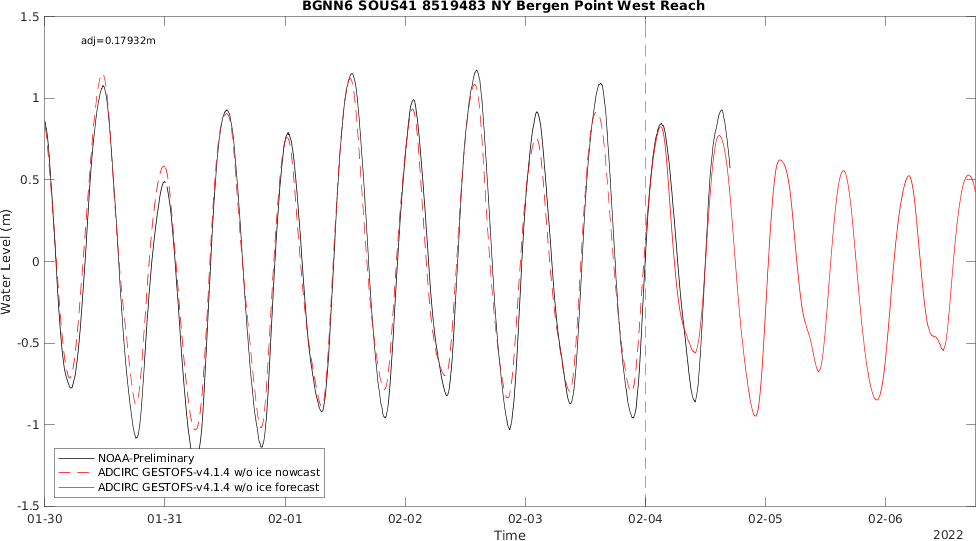 BGNN6 SOUS41 8519483 NY Bergen Point West Reach
1.5
adj=0.17932m
1
0.5
0
-0.5
-1
-1.5
Water Level (m)
NOAA-Preliminary
ADCIRC GESTOFS-v4.1.4 w/o ice nowcast
ADCIRC GESTOFS-v4.1.4 w/o ice forecast
01-30 01-31 02-01 02-02 02-03 02-04 02-05 02-06
Time
2022